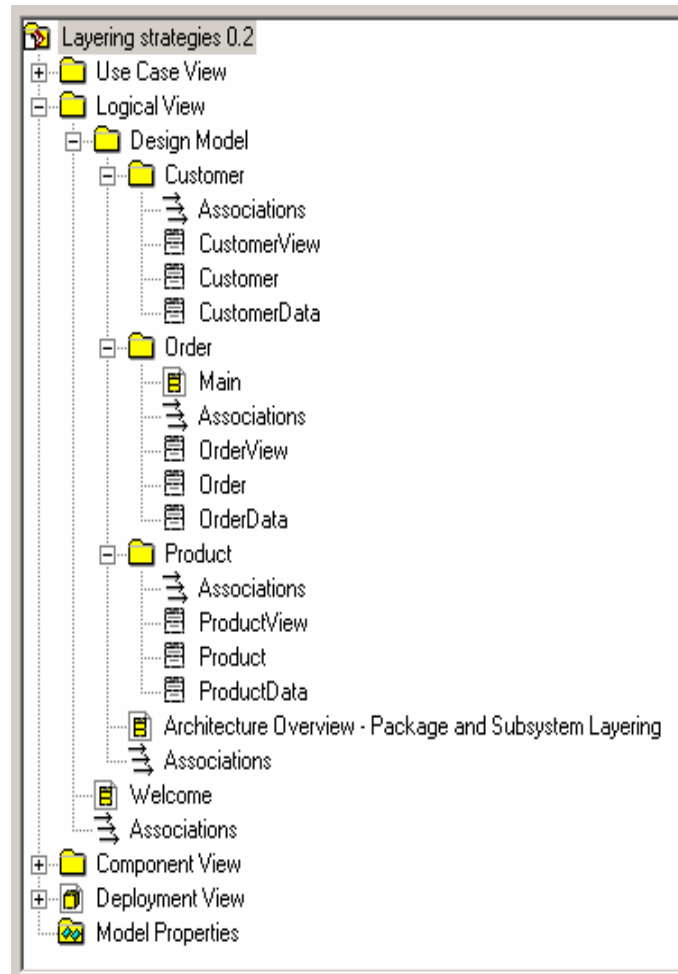 Layering strategies 0.2
Use Case View
Logical View
Design Model
Customer
Associations
CustomerView
Customer
CustomerData
Order
Main
Associations
OrderView
Order
OrderData
Product
Associations
ProductView
Product
ProductData
Architecture Overview - Package and Subsystem Layering
Associations
Welcome
Associations
Component View
Deployment View
Model Properties